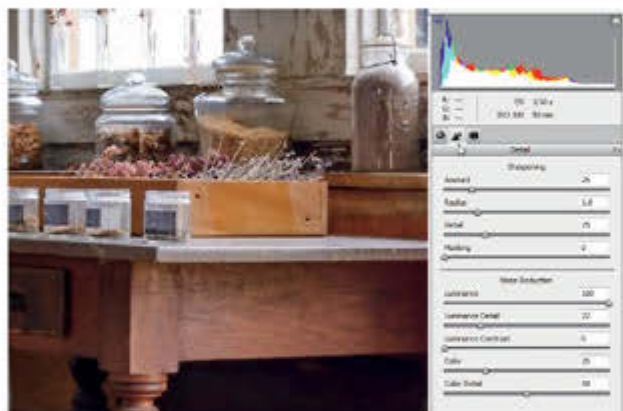 R: ---
G: ---
B: ---
Detail
Sharpening
Amount 25
Radius 1.0
Detail
Masking 0
Noise Reduction
Luminance 100
Luminance Detail
Luminance Contrast 0
Color 25
Color Detail 50